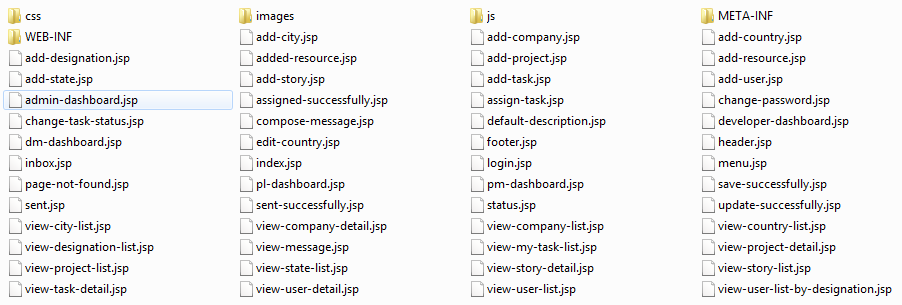 css images js META-INF
WEB-INF add-city.jsp add-company.jsp add-country.jsp
add-designation.jsp added-resource.jsp add-project.jsp add-resource.jsp
add-state.jsp add-story.jsp add-task.jsp add-user.jsp
admin-dashboard.jsp assigned-successfully.jsp assign-task.jsp change-password.jsp
change-task-status.jsp compose-message.jsp default-description.jsp developer-dashboard.jsp
dm-dashboard.jsp edit-country.jsp footer.jsp header.jsp
inbox.jsp index.jsp login.jsp menu.jsp
page-not-found.jsp pl-dashboard.jsp pm-dashboard.jsp save-successfully.jsp
sent.jsp sent-successfully.jsp status.jsp update-successfully.jsp
view-city-list.jsp view-company-detail.jsp view-company-list.jsp view-country-list.jsp
view-designation-list.jsp view-message.jsp view-my-task-list.jsp view-project-detail.jsp
view-project-list.jsp view-state-list.jsp view-story-detail.jsp view-story-list.jsp
view-task-detail.jsp view-user-detail.jsp view-user-list.jsp view-user-list-by-designation.jsp